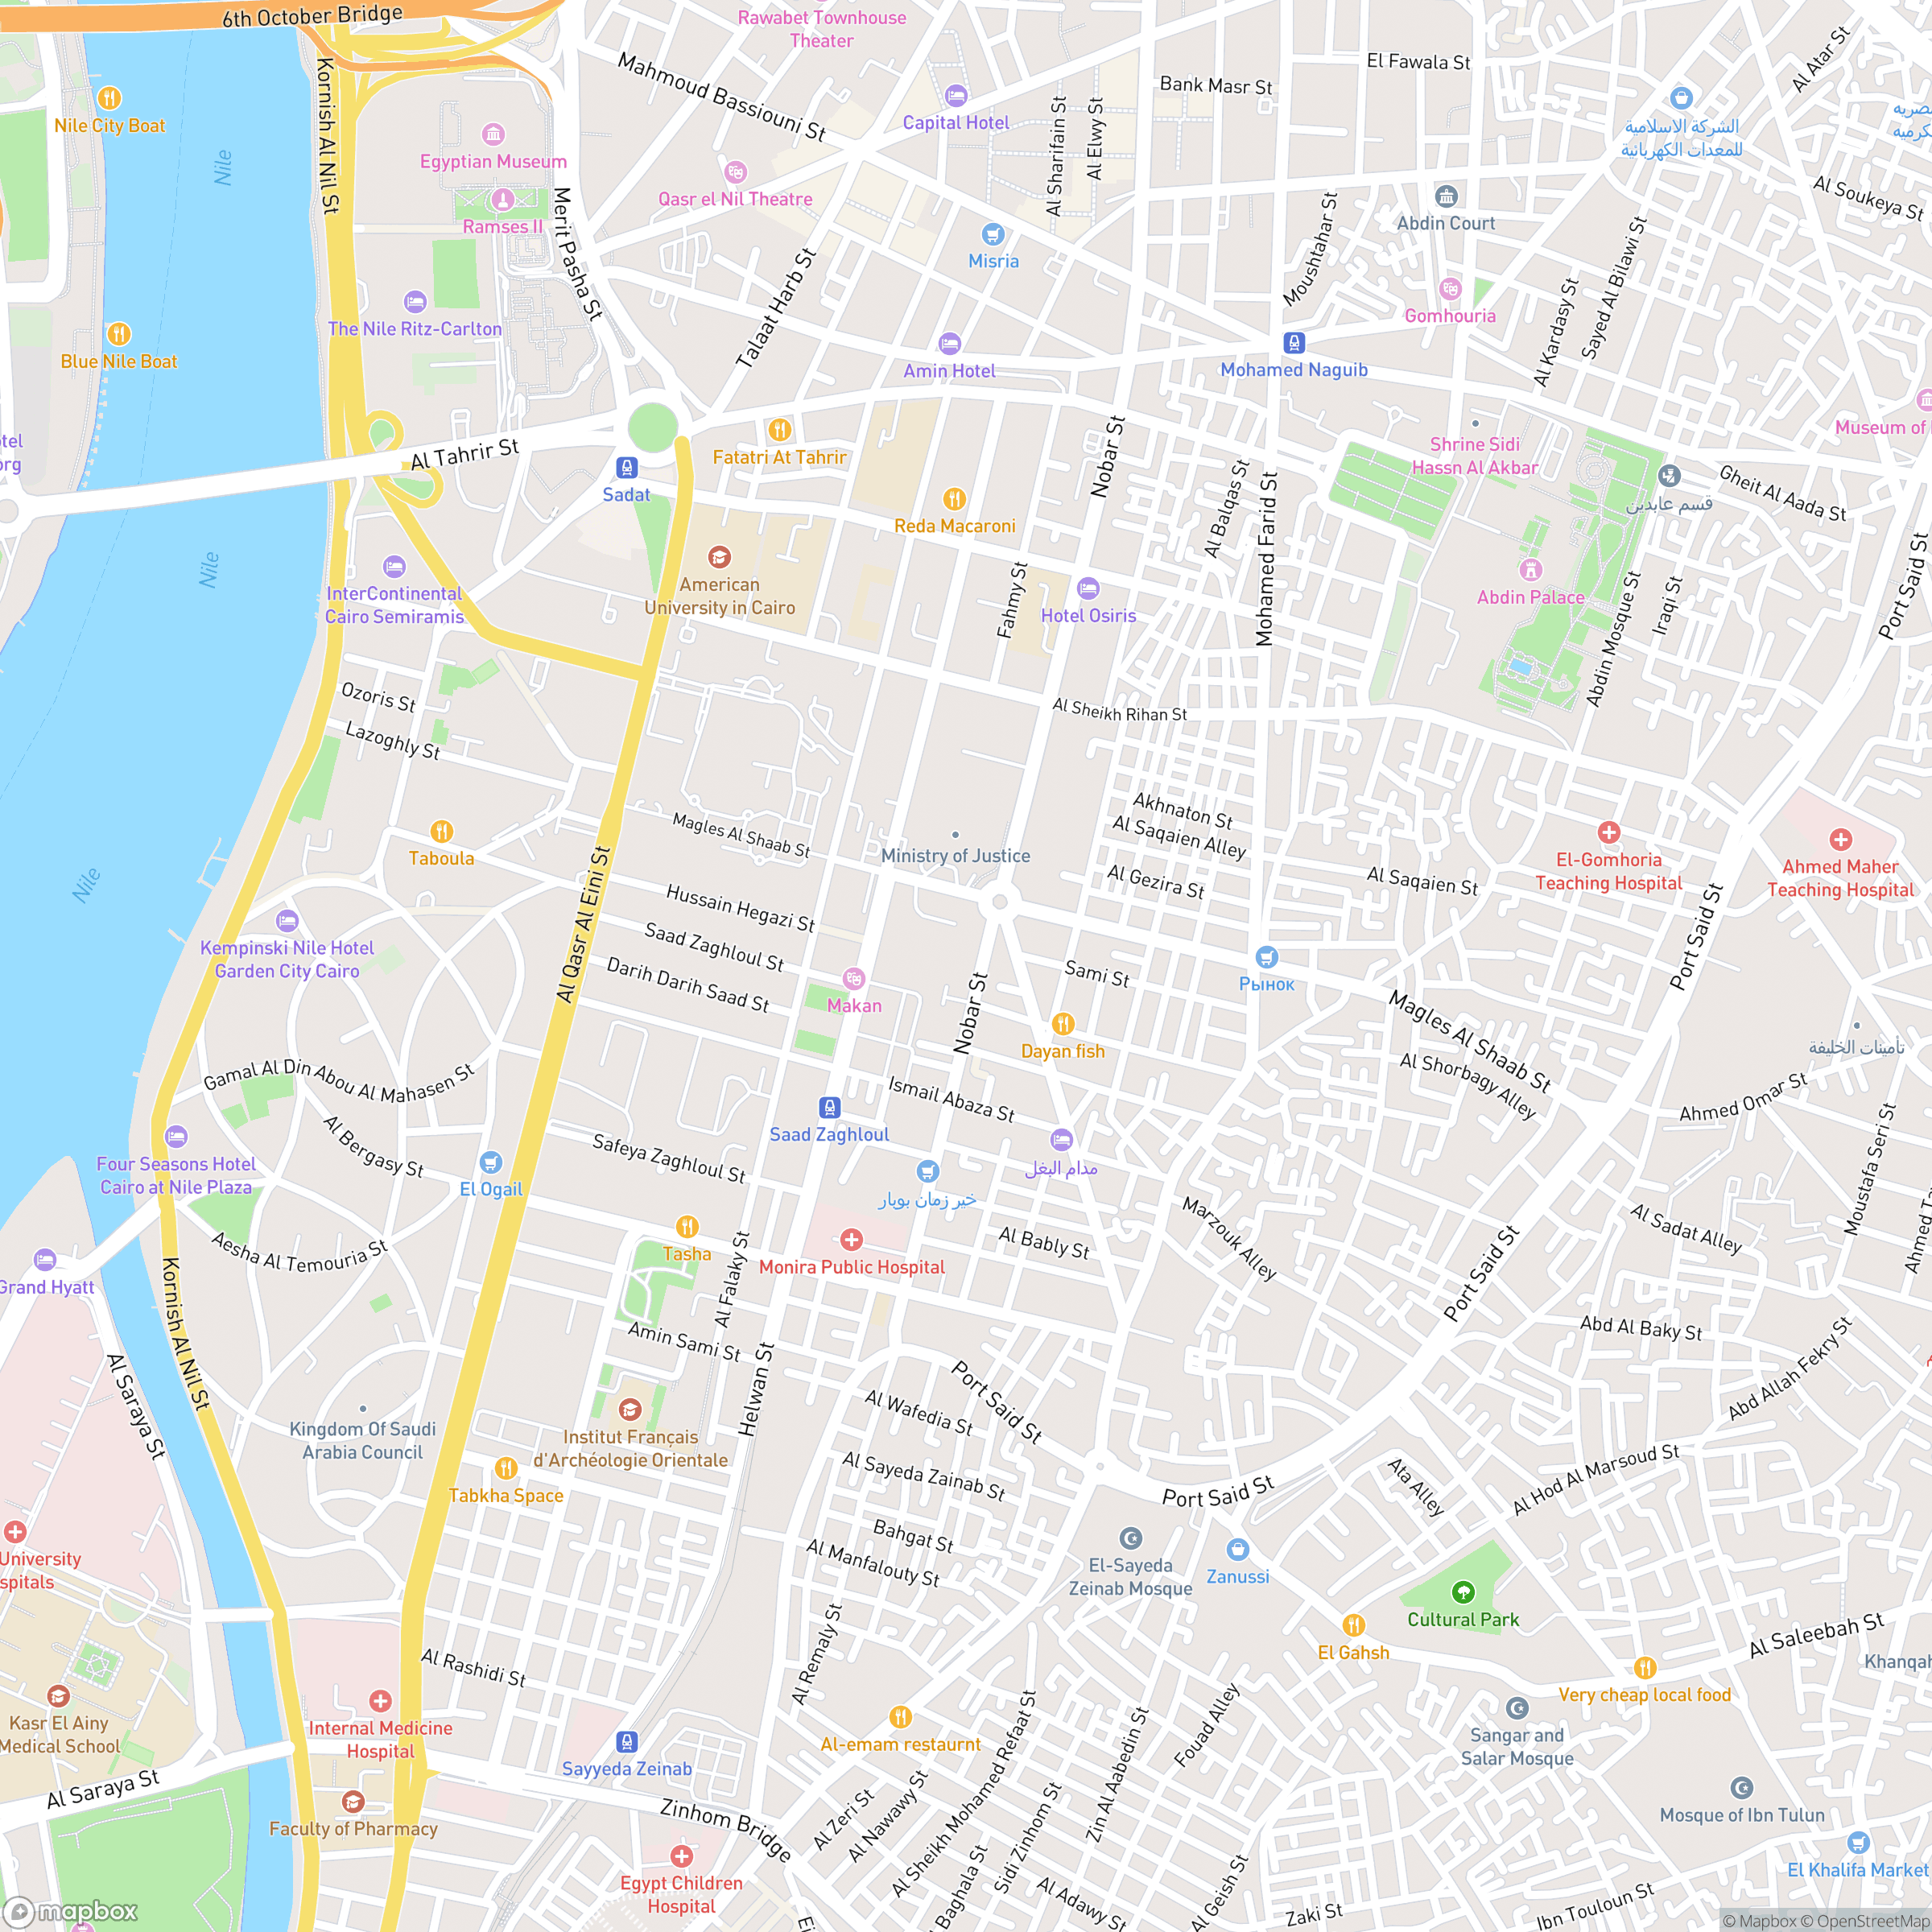 6th October Bridge
Rawabet Townhouse
Theater
Kornish Al Nil St
Mahmoud Bassiouni St
Bank Masr St
El Fawala St
Al Atar St
Nile City Boat
Nile
Egyptian Museum
Ramses II
Capital Hotel
Qasr el Nil Theatre
Al Sharifain St
Al Elwy St
الشركة الاسلامية
للمعدات الكهربائية
Al Soukeya St
Merit Pasha St
Misria
Abdin Court
Moushtahar St
Sayed Al Bilawi St
Al Kardasy St
Gomhouria
The Nile Ritz-Carlton
Talaat Harb St
Blue Nile Boat
Amin Hotel
Mohamed Naguib
Museum of
Al Tahrir St
Fatatri At Tahrir
Sadat
Nobar St
Shrine Sidi
Hassn Al Akbar
Gheit Al Aada St
قسم عابدين
Al Balqas St
Mohamed Farid St
Reda Macaroni
Port Said St
Nile
InterContinental
Cairo Semiramis
American
University in Cairo
Fahmy St
Hotel Osiris
Abdin Palace
Iraqi St
Abdin Mosque St
Ozoris St
Lazoghly St
Al Sheikh Rihan St
Akhnaton St
Al Saqaien Alley
Magles Al Shaab St
Ministry of Justice
Taboula
Al Gezira St
Al Saqaien St
El-Gomhoria
Teaching Hospital
Ahmed Maher
Teaching Hospital
Nile
Al Qasr Al Eini St
Hussain Hegazi St
Saad Zaghloul St
Darih Darih Saad St
Kempinski Nile Hotel
Garden City Cairo
Port Said St
Makan
Nobar St
Sami St
Рынок
Dayan fish
Magles Al Shaab St
Al Shorbagy Alley
تأمينات الخليفة
Gamal Al Din Abou Al Mahasen St
Ismail Abaza St
Ahmed Omar St
Al Bergasy St
Saad Zaghloul
Safeya Zaghloul St
Four Seasons Hotel
Cairo at Nile Plaza
El Ogail
مدام البغل
خير زمان نوبار
Moustafa Seri St
Marzouk Alley
Al Sadat Alley
Aesha Al Temouria St
Tasha
Al Falaky St
Monira Public Hospital
Al Bably St
Port Said St
Grand Hyatt
Kornish Al Nil St
Amin Sami St
Abd Al Baky St
Abd Allah Fekry St
Al Saraya St
Helwan St
Port Said St
Al Wafedia St
Kingdom Of Saudi
Arabia Council
Institut Français
d'Archéologie Orientale
Tabkha Space
Al Sayeda Zainab St
Port Said St
Ata Alley
Al Hod Al Marsoud St
Bahgat St
Al Manfalouty St
El-Sayeda
Zeinab Mosque
Zanussi
University
Cultural Park
El Gahsh
Al Saleebah St
Al Rashidi St
Al Remaly St
Very cheap local food
Khanqah
Kasr El Ainy
Medical School
Internal Medicine
Hospital
Al-emam restaurnt
Sangar and
Salar Mosque
Sayyeda Zeinab
Al Sheikh Mohamed Refaat St
Zin Al Aabedin St
Fouad Alley
Al Saraya St
Zinhom Bridge
Al Zeri St
Al Nawawy St
Sidi Zinhom St
Mosque of Ibn Tulun
Faculty of Pharmacy
Egypt Children
Hospital
Al Baghala St
Al Adawy St
Al Geish St
El Khalifa Market
Zaki St
Ibn Touloun St
mapbox
© Mapbox © OpenStreetMap